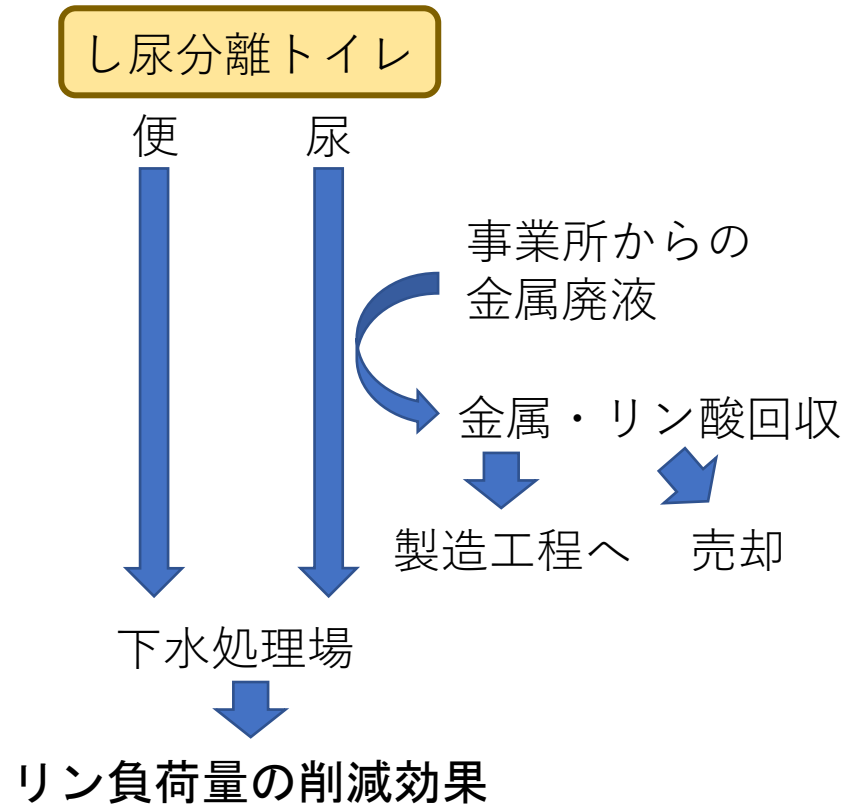 し尿分離トイレ
便
尿
事業所からの
金属廃液
金属・リン酸回収
製造工程へ
売却
下水処理場
リン負荷量の削減効果